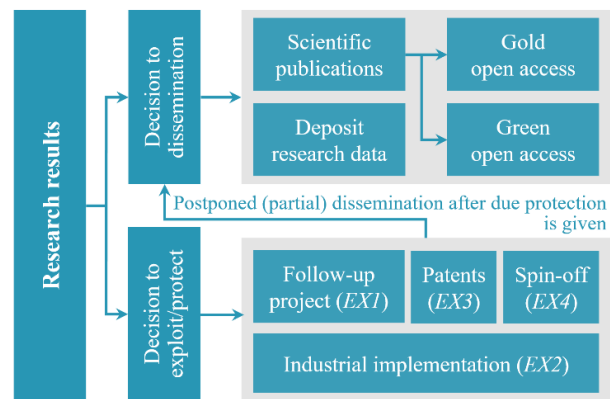 Research results
Decision to
dissemination
Scientific
publications
Gold
open access
Deposit
research data
Green
open access
Postponed (partial) dissemination after due protection
is given
Decision to
exploit/protect
Follow-up
project (EX1)
Patents
(EX3)
Spin-off
(EX4)
Industrial implementation (EX2)